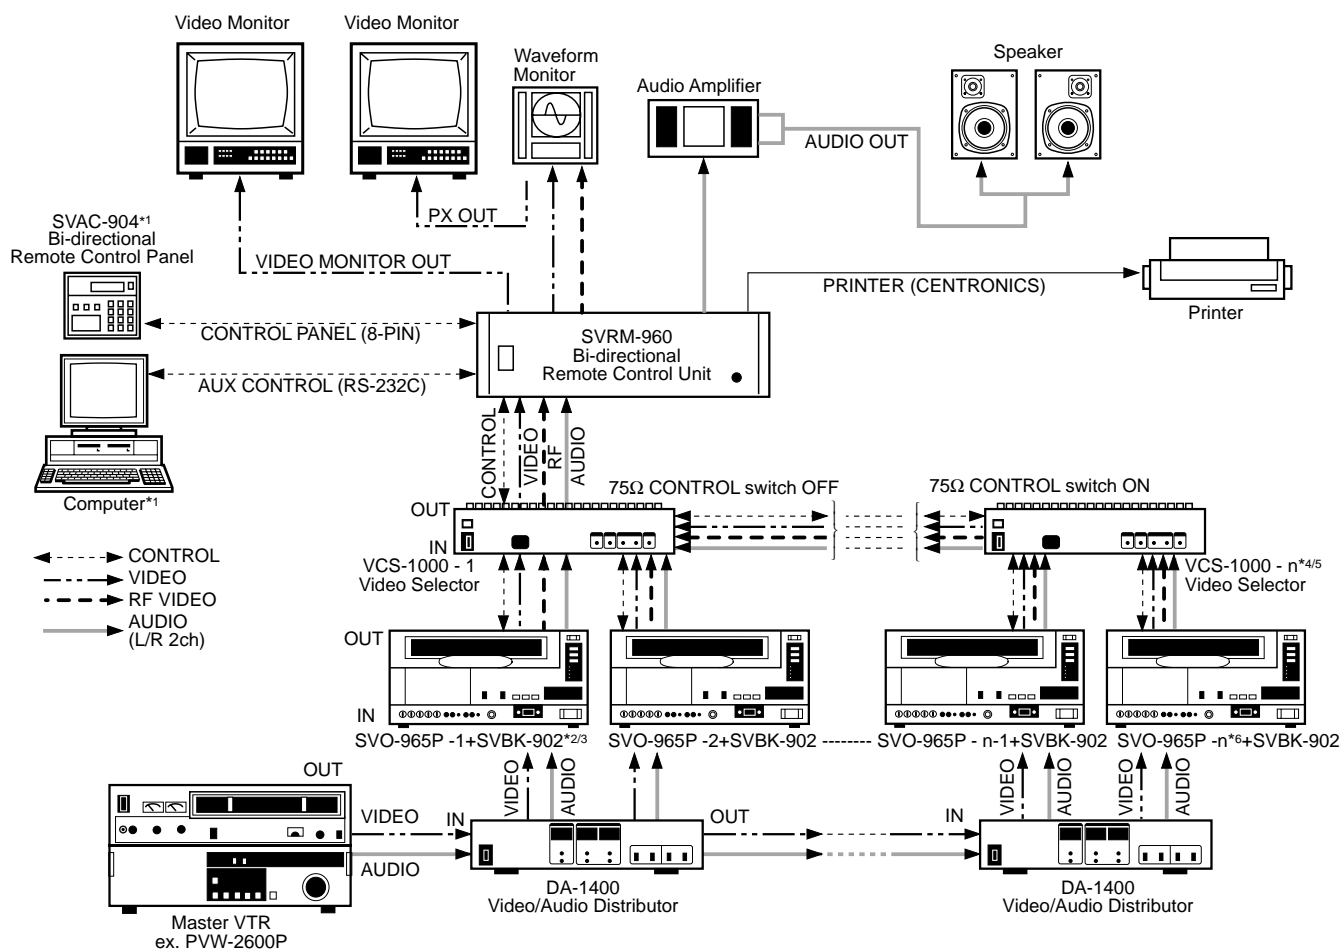 Video Monitor
Video Monitor
Waveform
Monitor
Audio Amplifier
Speaker
AUDIO OUT
PX OUT
SVAC-904*1
Bi-directional
Remote Control Panel
VIDEO MONITOR OUT
PRINTER (CENTRONICS)
Printer
CONTROL PANEL (8-PIN)
SVRM-960
Bi-directional
Remote Control Unit
AUX CONTROL (RS-232C)
Computer*1
CONTROL
VIDEO
RF
AUDIO
75Ω CONTROL switch OFF
75Ω CONTROL switch ON
OUT
IN
VCS-1000 - 1
Video Selector
VCS-1000 - n*4/5
Video Selector
CONTROL
VIDEO
RF VIDEO
AUDIO
(L/R 2ch)
OUT
IN
SVO-965P -1+SVBK-902*2/3
SVO-965P -2+SVBK-902 -------- SVO-965P - n-1+SVBK-902
SVO-965P -n*6+SVBK-902
OUT
VIDEO
AUDIO
VIDEO
AUDIO
VIDEO
AUDIO
VIDEO
IN
OUT
IN
AUDIO
DA-1400
Video/Audio Distributor
DA-1400
Video/Audio Distributor
Master VTR
ex. PVW-2600P